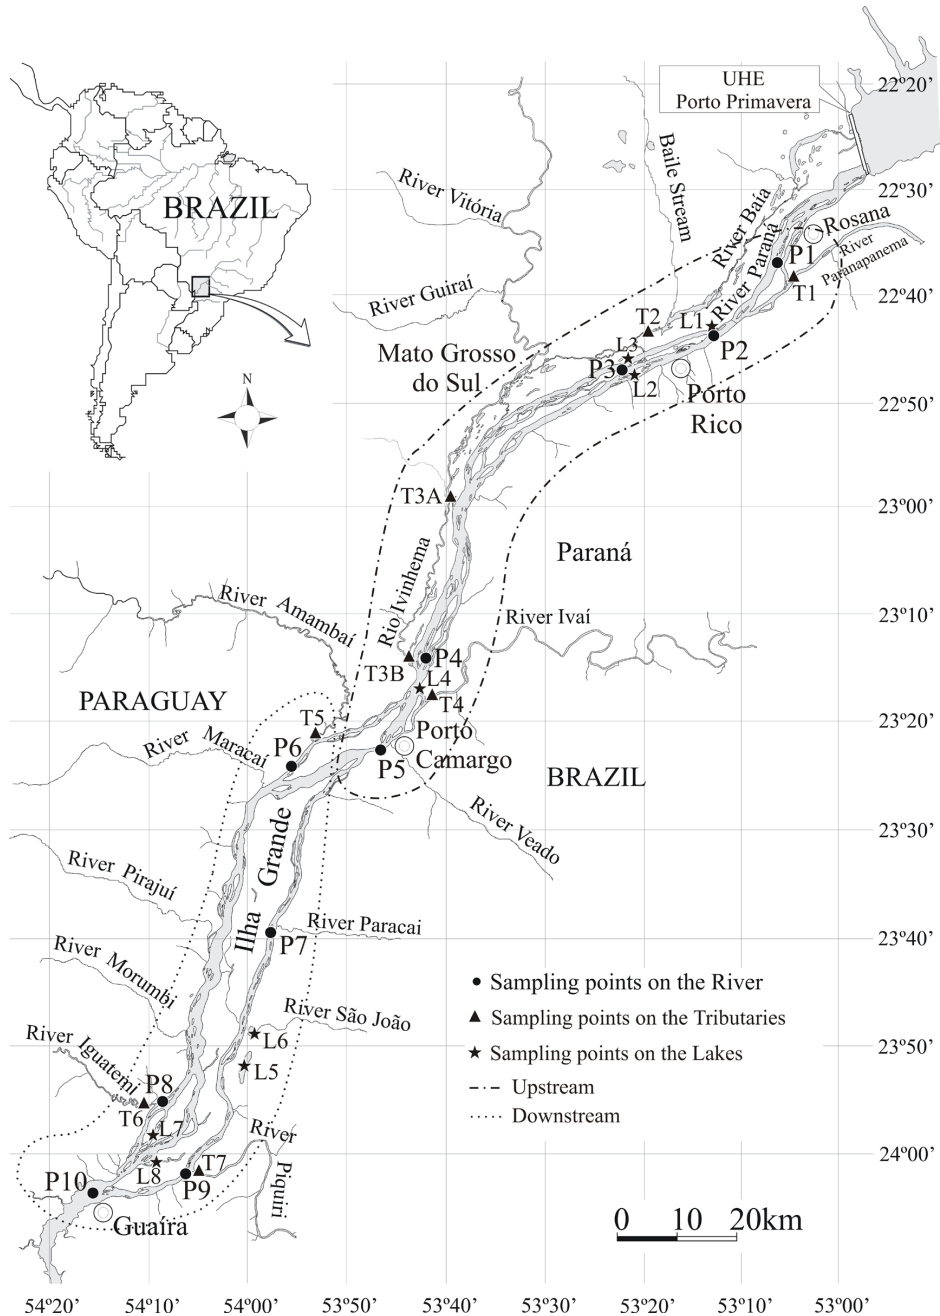 UHE
Porto Primavera
22º20’
BRAZIL
River Vitória
Baile Stream
River Baía
22º30’
Rosana
River Paraná
River
Paranapanema
P1
T1
River Guiraí
22º40’
N
T2
L1
P2
Mato Grosso
do Sul
L3
P3
L2
Porto
Rico
22º50’
T3A
23º00’
Paraná
Rio Ivinhema
River Amambaí
River Ivaí
23º10’
T3B
P4
L4
T4
PARAGUAY
T5
23º20’
River Maracaí
P6
Porto
Camargo
P5
BRAZIL
River Veado
23º30’
Ilha Grande
River Pirajuí
River Paracai
P7
23º40’
River Morumbi
Sampling points on the River
River São João
Sampling points on the Tributaries
L6
River Iguatemi
Sampling points on the Lakes
23º50’
L5
P8
Upstream
T6
L7
Downstream
River
Piquiri
24º00’
T7
L8
P10
P9
Guaíra
0 10 20km
54º20’ 54º10’ 54º00’ 53º50’ 53º40’ 53º30’ 53º20’ 53º10’ 53º00’